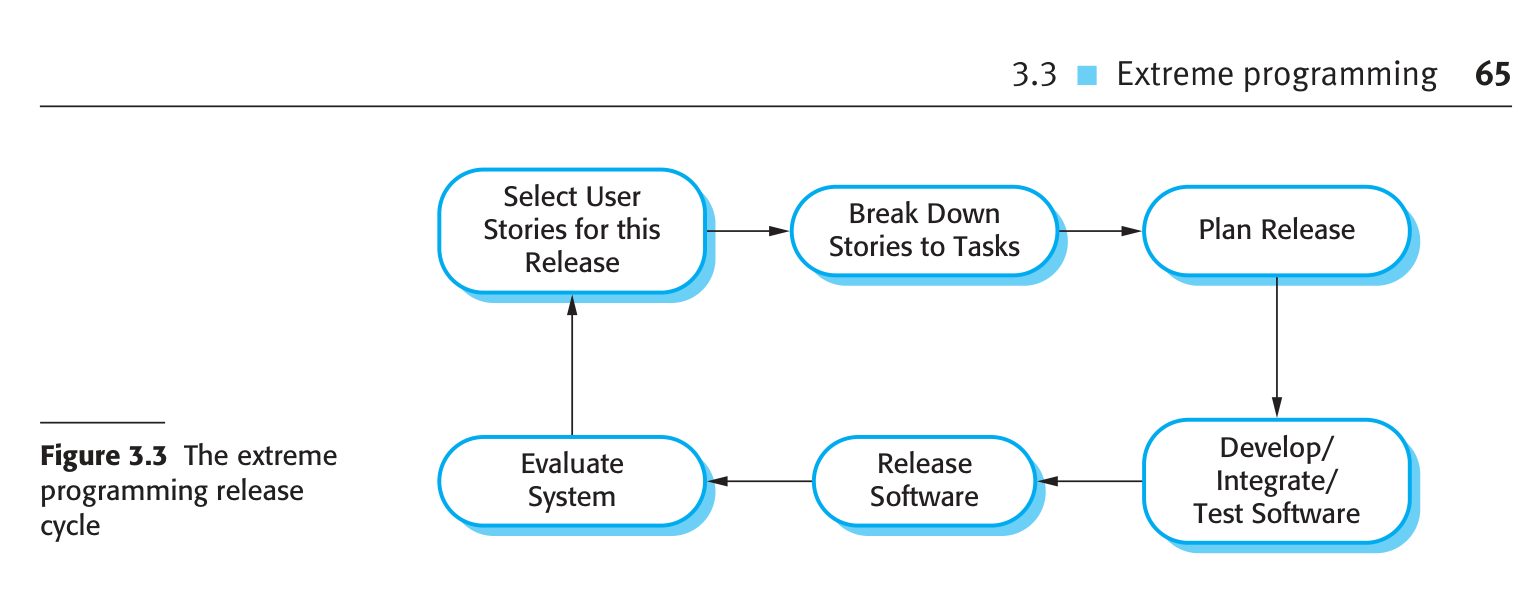 3.3 ■ Extreme programming 65
Select User
Stories for this
Release
Break Down
Stories to Tasks
Plan Release
Evaluate
System
Release
Software
Develop/
Integrate/
Test Software
Figure 3.3 The extreme
programming release
cycle